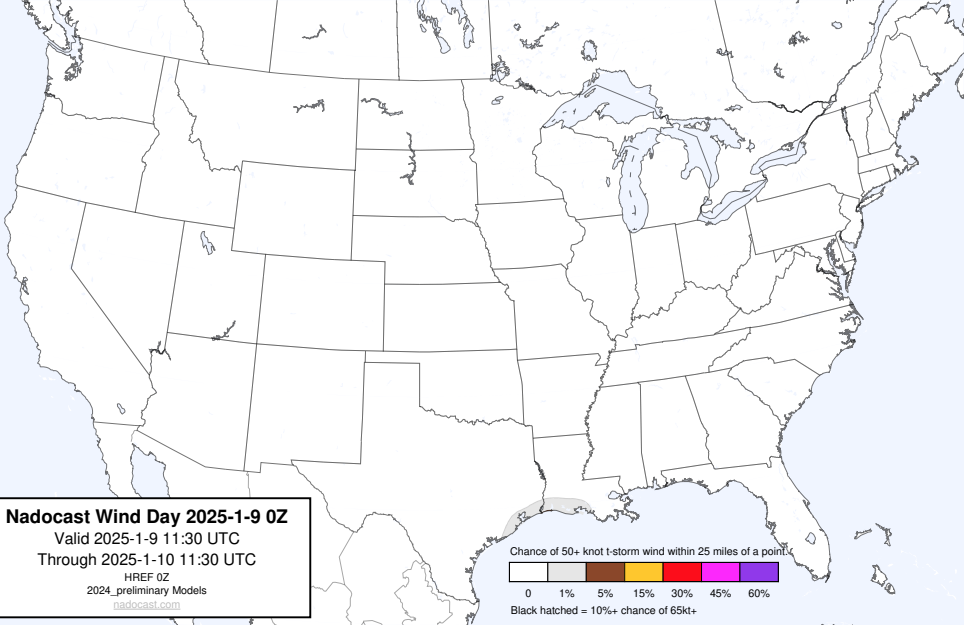 Nadocast Wind Day 2025-1-9 0Z
Valid 2025-1-9 11:30 UTC
Through 2025-1-10 11:30 UTC
HREF 0Z
2024_preliminary Models
nadocast.com
Chance of 50+ knot t-storm wind within 25 miles of a point.
0 1% 5% 15% 30% 45% 60%
Black hatched = 10%+ chance of 65kt+